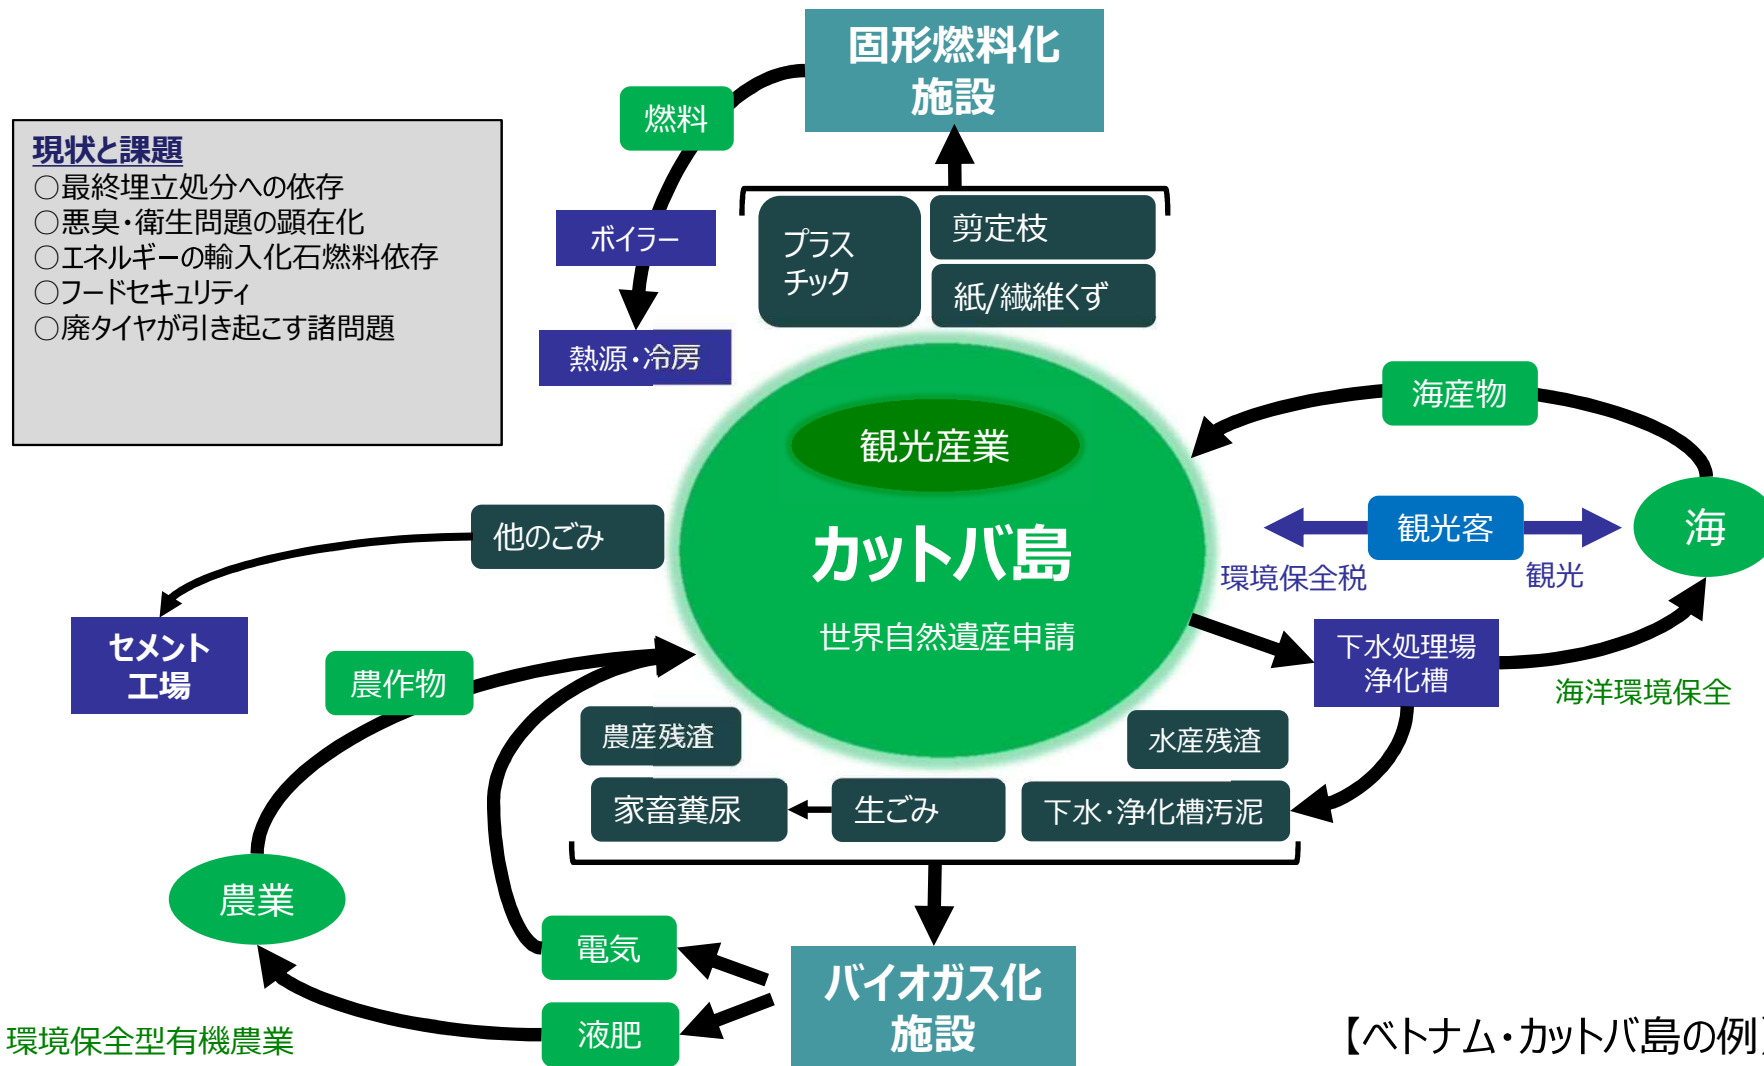 固形燃料化
施設
燃料
現状と課題
○最終埋立処分への依存
○悪臭・衛生問題の顕在化
○エネルギーの輸入化石燃料依存
○フードセキュリティ
○廃タイヤが引き起こす諸問題
ボイラー
プラス
チック
剪定枝
紙/繊維くず
熱源・冷房
海産物
観光産業
他のごみ
カットバ島
観光客
海
環境保全税
観光
世界自然遺産申請
セメント
工場
農作物
下水処理場
浄化槽
海洋環境保全
農産残渣
水産残渣
家畜糞尿
生ごみ
下水・浄化槽汚泥
農業
電気
バイオガス化
施設
液肥
環境保全型有機農業
【ベトナム・カットバ島の例】